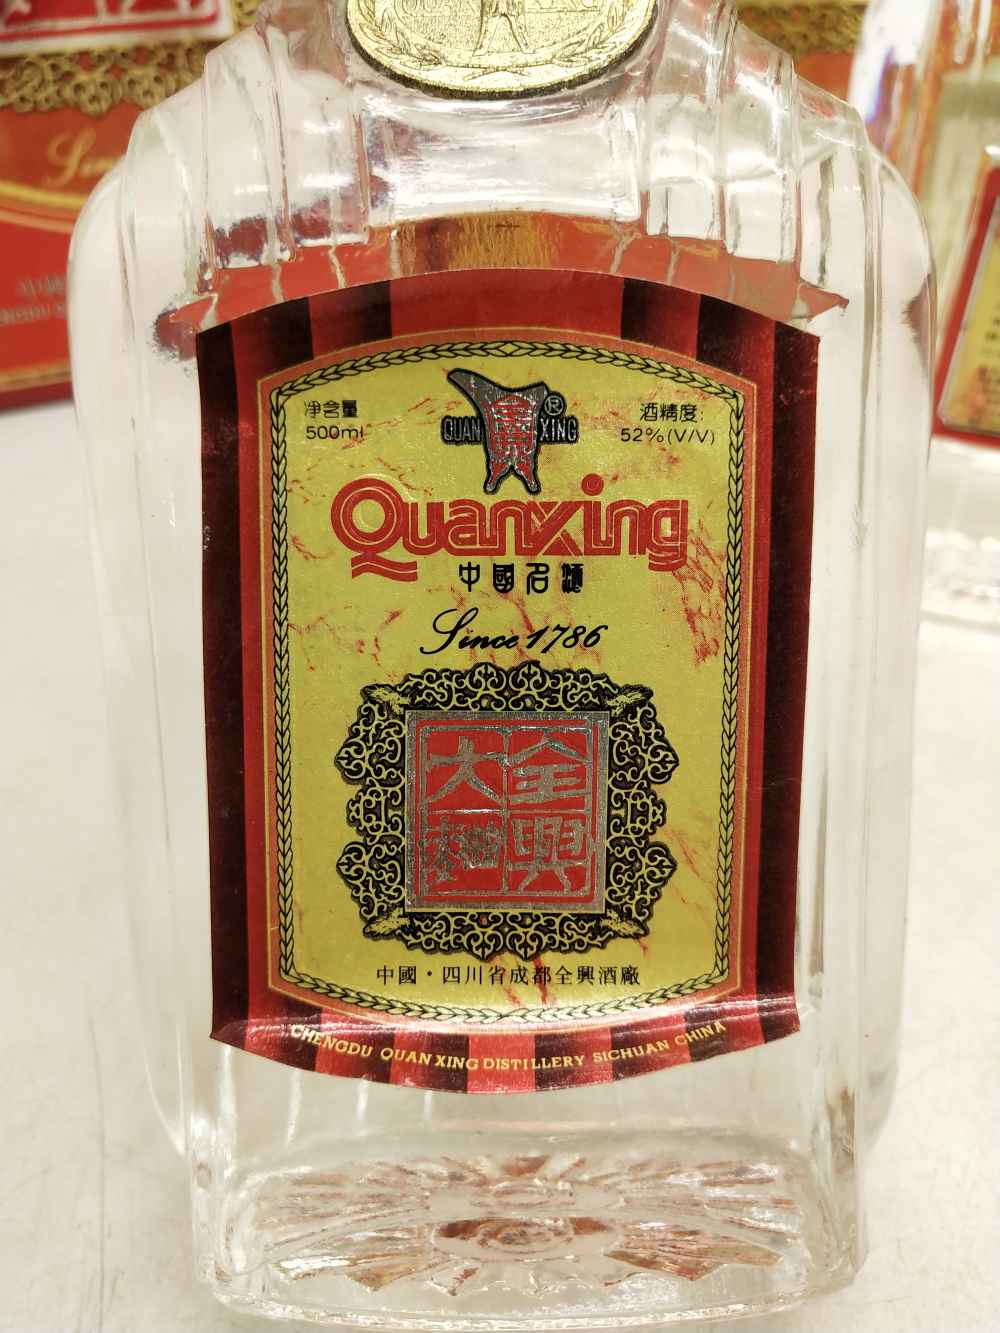 净含量
500ml
酒精度:
52%(V/V)
QUAN 全興 XING
®
Quanxing
中國名酒
Since 1786
全興
大麯
中國·四川省成都全興酒廠
CHENGDU QUAN XING DISTILLERY SICHUAN CHINA